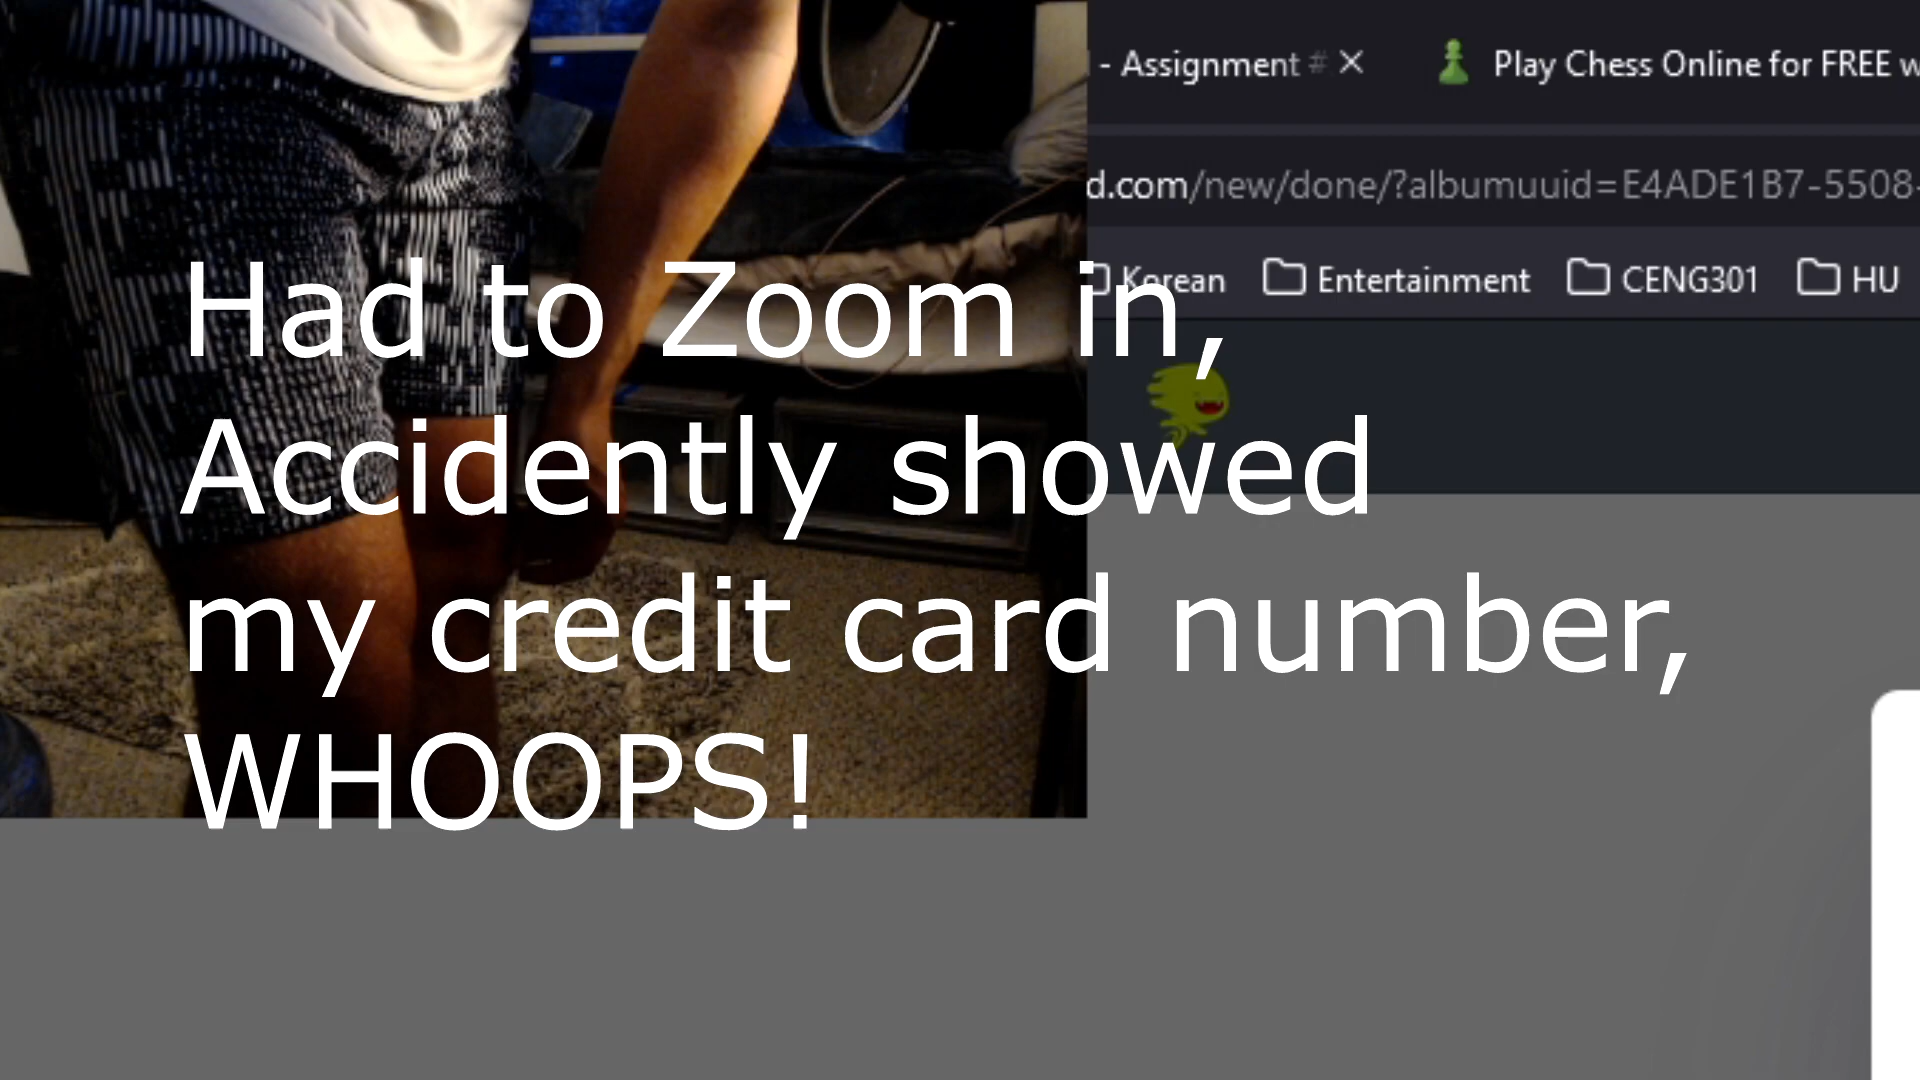 - Assignment #
Play Chess Online for FREE w
d.com/new/done/?albumuuid=E4ADE1B7-5508-
Korean
Entertainment
CENG301
HU
Had to Zoom in,
Accidently showed
my credit card number,
WHOOPS!